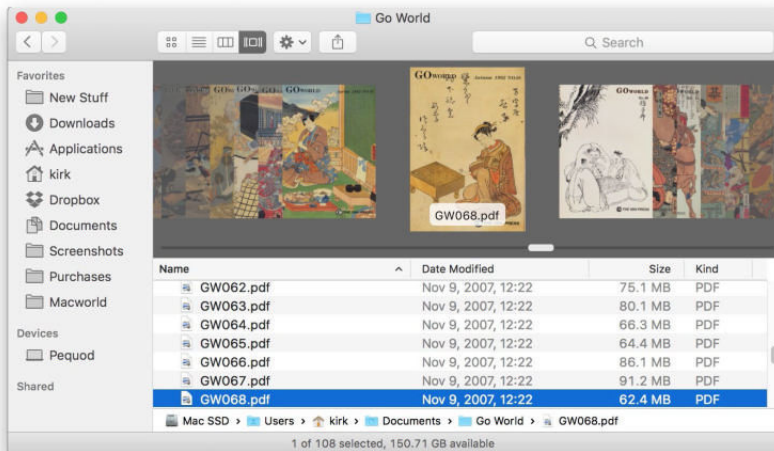 Go World
Search
Favorites
New Stuff
Downloads
Applications
kirk
Dropbox
Documents
Screenshots
Purchases
Macworld
Devices
Pequod
Shared
GO WORLD
GO WORLD
GO WORLD
GW068.pdf
Name Date Modified Size Kind
GW062.pdf Nov 9, 2007, 12:22 75.1 MB PDF
GW063.pdf Nov 9, 2007, 12:22 80.1 MB PDF
GW064.pdf Nov 9, 2007, 12:22 66.3 MB PDF
GW065.pdf Nov 9, 2007, 12:22 64.4 MB PDF
GW066.pdf Nov 9, 2007, 12:22 86.1 MB PDF
GW067.pdf Nov 9, 2007, 12:22 91.2 MB PDF
GW068.pdf Nov 9, 2007, 12:22 62.4 MB PDF
Mac SSD › Users › kirk › Documents › Go World › GW068.pdf
1 of 108 selected, 150.71 GB available